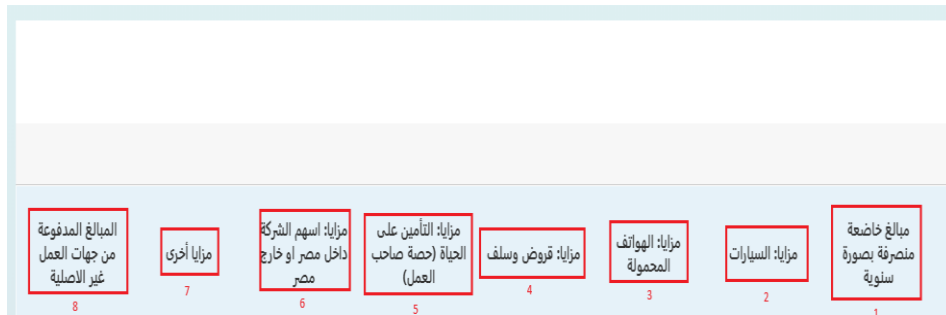 مبالغ خاضعة
منصرفة بصورة
سنوية
1
مزايا: السيارات
2
مزايا: الهواتف
المحمولة
3
مزايا: قروض وسلف
4
مزايا: التأمين على
الحياة (حصة صاحب
العمل)
5
مزايا: اسهم الشركة
داخل مصر او خارج
مصر
6
مزايا أخرى
7
المبالغ المدفوعة
من جهات العمل
غير الاصلية
8